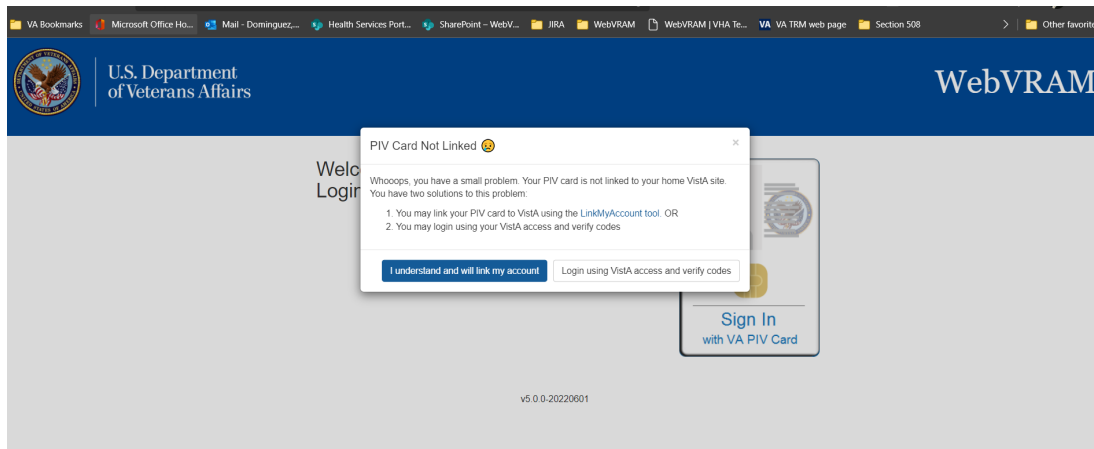 VA Bookmarks Microsoft Office Ho... Mail - Dominguez,... Health Services Port... SharePoint – WebV... JIRA WebVRAM WebVRAM | VHA Te... VA VA TRM web page Section 508 > Other favorite
U.S. Department
of Veterans Affairs
WebVRAM
PIV Card Not Linked 😥 ×
Welc
Login
Whooops, you have a small problem. Your PIV card is not linked to your home VistA site.
You have two solutions to this problem:
1. You may link your PIV card to VistA using the LinkMyAccount tool. OR
2. You may login using your VistA access and verify codes
I understand and will link my account Login using VistA access and verify codes
Sign In
with VA PIV Card
v5.0.0-20220601